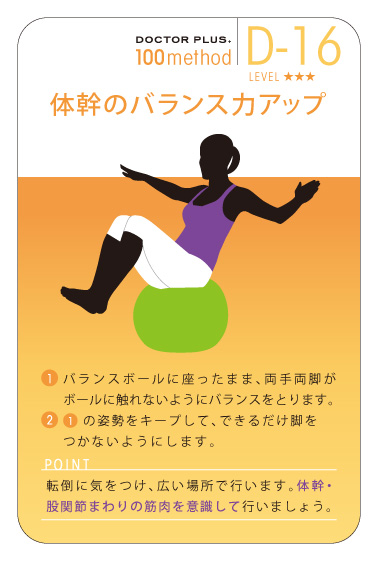 DOCTOR PLUS.
100method
D-16
LEVEL ★★★
体幹のバランス力アップ
1 バランスボールに座ったまま、両手両脚が
ボールに触れないようにバランスをとります。
2 1 の姿勢をキープして、できるだけ脚を
つかないようにします。
POINT
転倒に気をつけ、広い場所で行います。体幹・
股関節まわりの筋肉を意識して行いましょう。